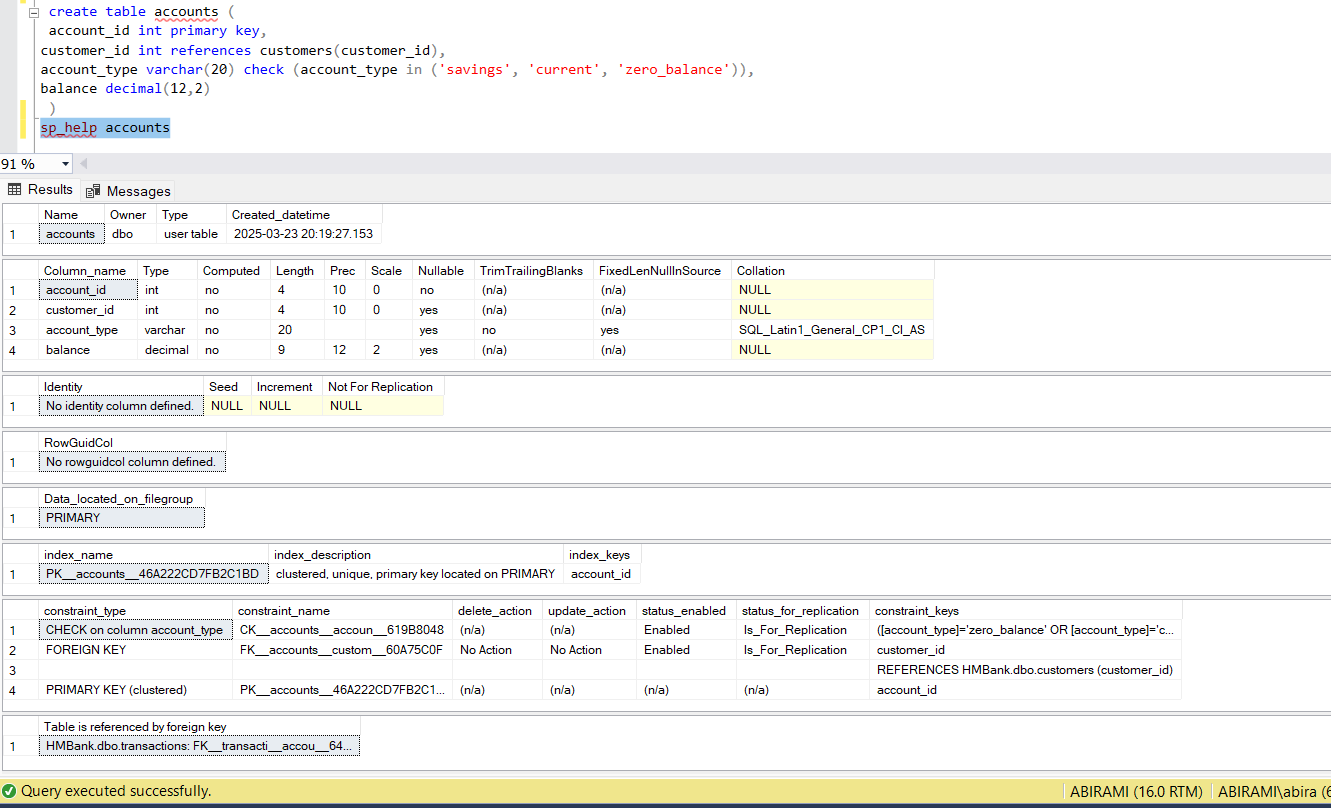 create table accounts (
account_id int primary key,
customer_id int references customers(customer_id),
account_type varchar(20) check (account_type in ('savings', 'current', 'zero_balance')),
balance decimal(12,2)
)
sp_help accounts
91 %
Results Messages
Name Owner Type Created_datetime
1 accounts dbo user table 2025-03-23 20:19:27.153
Column_name Type Computed Length Prec Scale Nullable TrimTrailingBlanks FixedLenNullInSource Collation
1 account_id int no 4 10 0 no (n/a) (n/a) NULL
2 customer_id int no 4 10 0 yes (n/a) (n/a) NULL
3 account_type varchar no 20 yes no yes SQL_Latin1_General_CP1_CI_AS
4 balance decimal no 9 12 2 yes (n/a) (n/a) NULL
Identity Seed Increment Not For Replication
1 No identity column defined. NULL NULL NULL
RowGuidCol
1 No rowguidcol column defined.
Data_located_on_filegroup
1 PRIMARY
index_name index_description index_keys
1 PK__accounts__46A222CD7FB2C1BD clustered, unique, primary key located on PRIMARY account_id
constraint_type constraint_name delete_action update_action status_enabled status_for_replication constraint_keys
1 CHECK on column account_type CK__accounts__accoun__619B8048 (n/a) (n/a) Enabled Is_For_Replication ([account_type]='zero_balance' OR [account_type]='c...
2 FOREIGN KEY FK__accounts__custom__60A75C0F No Action No Action Enabled Is_For_Replication customer_id
3 REFERENCES HMBank.dbo.customers (customer_id)
4 PRIMARY KEY (clustered) PK__accounts__46A222CD7FB2C1... (n/a) (n/a) (n/a) (n/a) account_id
Table is referenced by foreign key
1 HMBank.dbo.transactions: FK__transacti__accou__64...
Query executed successfully. ABIRAMI (16.0 RTM) ABIRAMI\abira (6